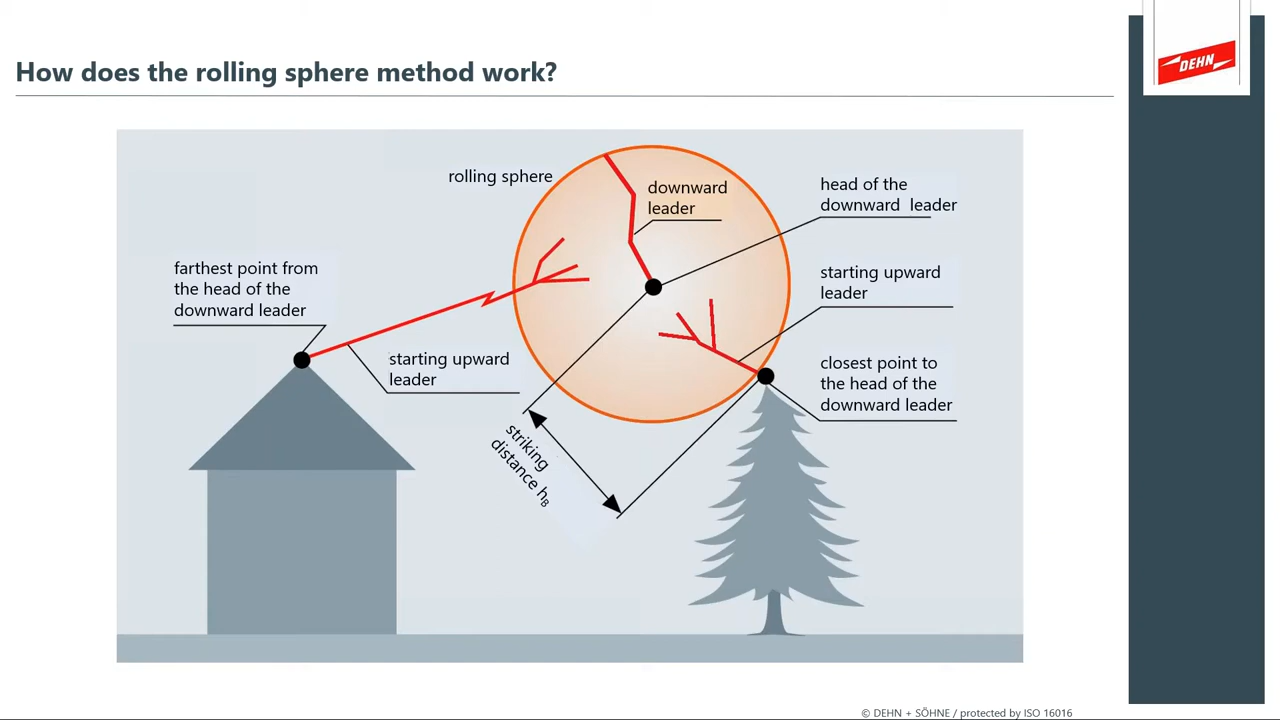 How does the rolling sphere method work?
DEHN
rolling sphere
downward
leader
head of the
downward  leader
farthest point from
the head of the
downward leader
starting upward
leader
starting upward
leader
closest point to
the head of the
downward leader
striking
distance hB
© DEHN + SÖHNE / protected by ISO 16016